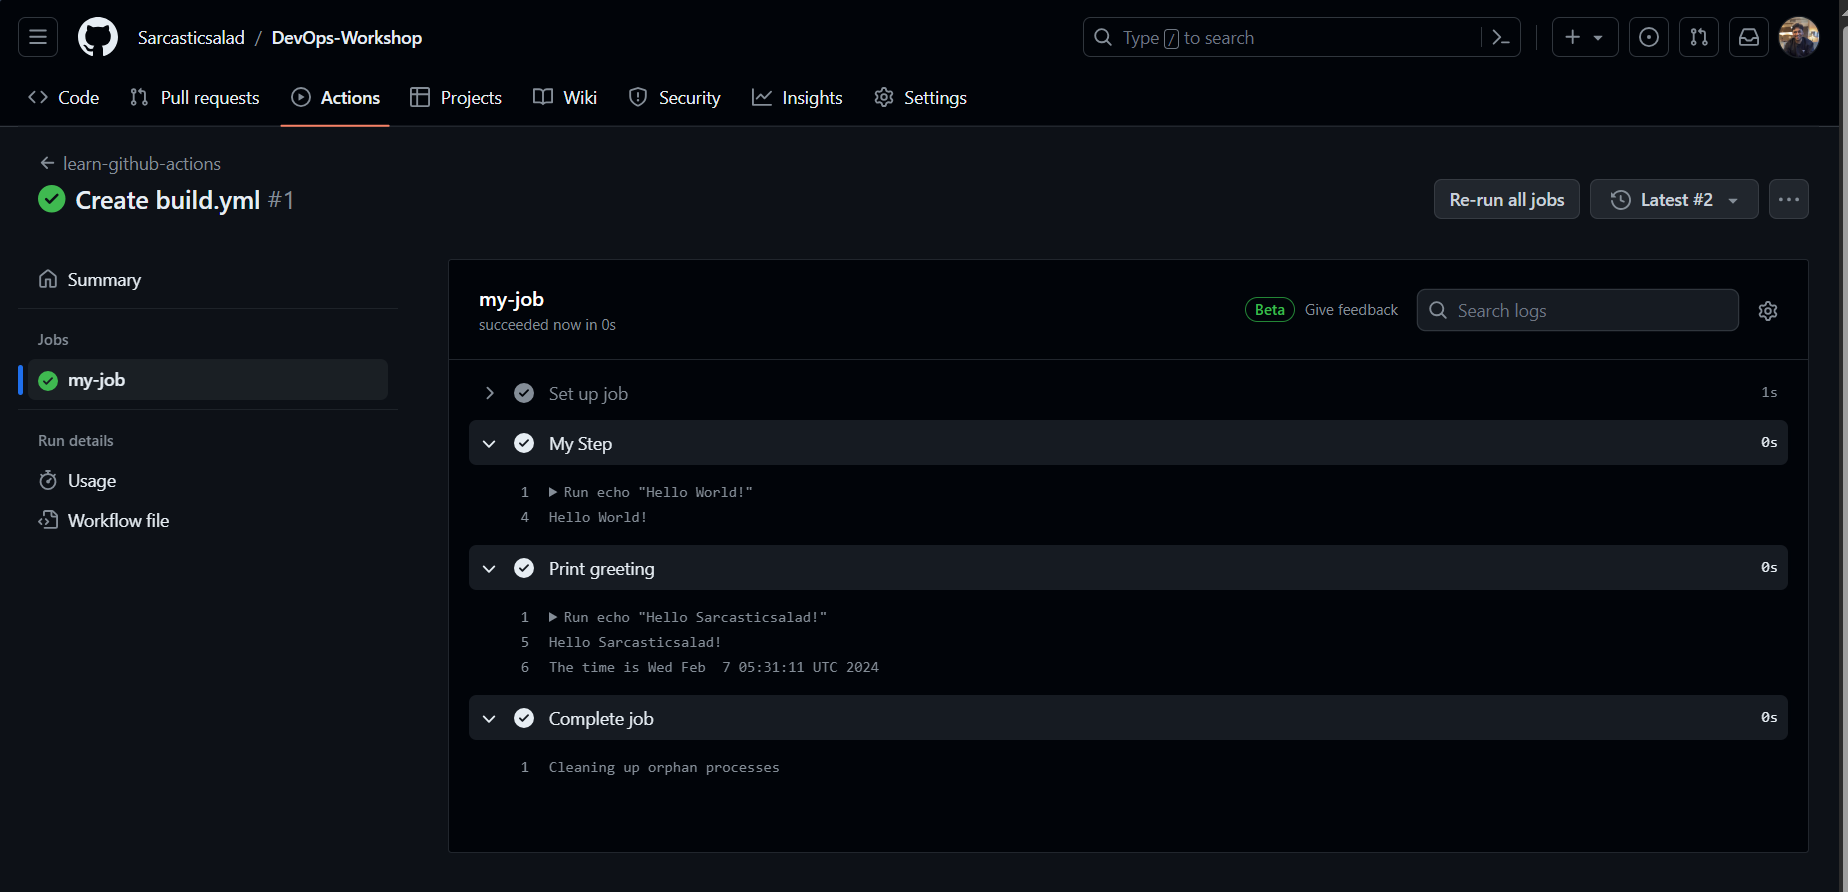 Sarcasticsalad / DevOps-Workshop
Type / to search
Code Pull requests Actions Projects Wiki Security Insights Settings
learn-github-actions
Create build.yml #1
Re-run all jobs Latest #2
Summary
Jobs
my-job
Run details
Usage
Workflow file
my-job
succeeded now in 0s
Beta Give feedback Search logs
Set up job 1s
My Step 0s
1 Run echo "Hello World!"
4 Hello World!
Print greeting 0s
1 Run echo "Hello Sarcasticsalad!"
5 Hello Sarcasticsalad!
6 The time is Wed Feb  7 05:31:11 UTC 2024
Complete job 0s
1 Cleaning up orphan processes